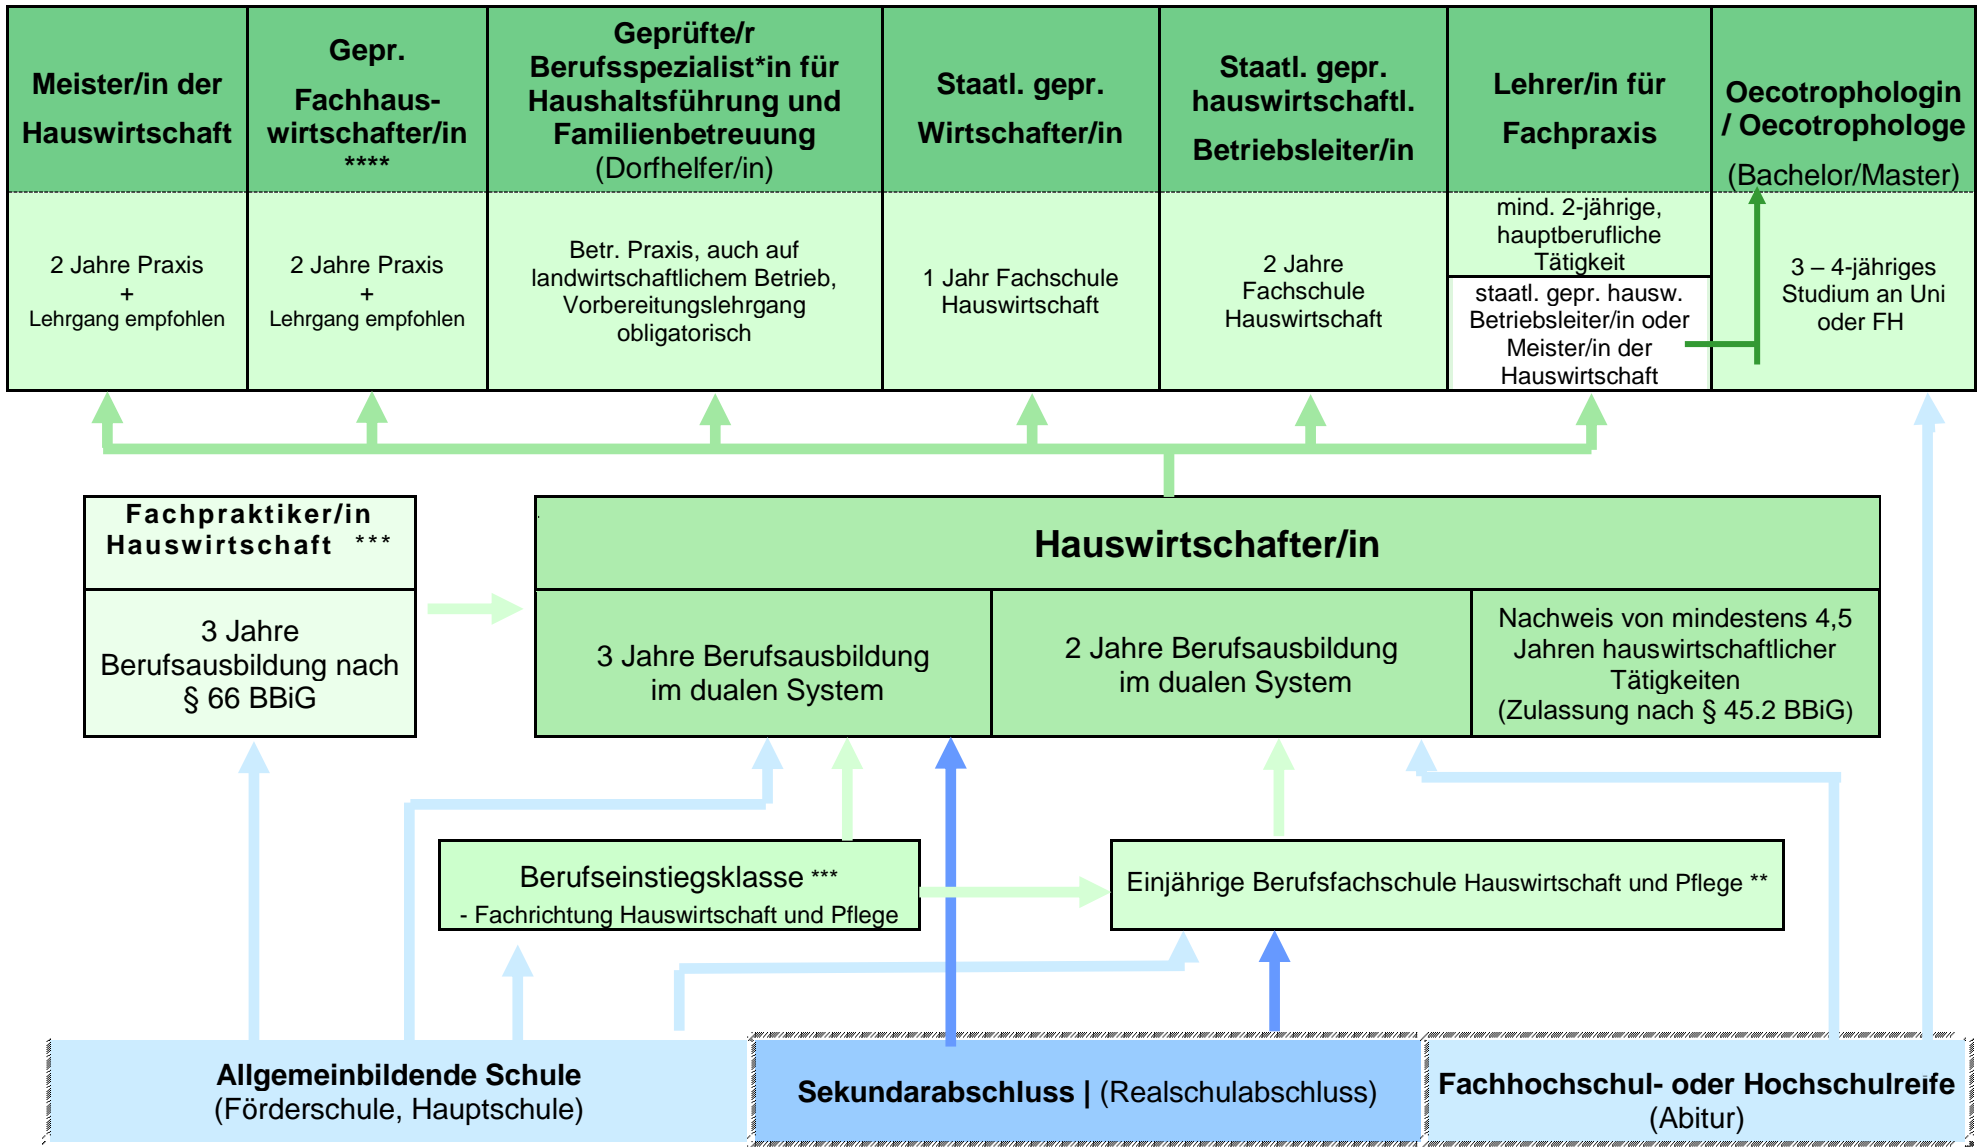 Meister/in der
Hauswirtschaft
Gepr.
Fachhaus-
wirtschafter/in
****
Geprüfte/r
Berufsspezialist*in für
Haushaltsführung und
Familienbetreuung
(Dorfhelfer/in)
Staatl. gepr.
Wirtschafter/in
Staatl. gepr.
hauswirtschaftl.
Betriebsleiter/in
Lehrer/in für
Fachpraxis
Oecotrophologin
/ Oecotrophologe
(Bachelor/Master)
2 Jahre Praxis
+
Lehrgang empfohlen
2 Jahre Praxis
+
Lehrgang empfohlen
Betr. Praxis, auch auf
landwirtschaftlichem Betrieb,
Vorbereitungslehrgang
obligatorisch
1 Jahr Fachschule
Hauswirtschaft
2 Jahre
Fachschule
Hauswirtschaft
mind. 2-jährige,
hauptberufliche
Tätigkeit
staatl. gepr. hausw.
Betriebsleiter/in oder
Meister/in der
Hauswirtschaft
3 – 4-jähriges
Studium an Uni
oder FH
Fachpraktiker/in
Hauswirtschaft ***
3 Jahre
Berufsausbildung nach
§ 66 BBiG
Hauswirtschafter/in
3 Jahre Berufsausbildung
im dualen System
2 Jahre Berufsausbildung
im dualen System
Nachweis von mindestens 4,5
Jahren hauswirtschaftlicher
Tätigkeiten
(Zulassung nach § 45.2 BBiG)
Berufseinstiegsklasse ***
- Fachrichtung Hauswirtschaft und Pflege
Einjährige Berufsfachschule Hauswirtschaft und Pflege **
Allgemeinbildende Schule
(Förderschule, Hauptschule)
Sekundarabschluss | (Realschulabschluss)
Fachhochschul- oder Hochschulreife
(Abitur)